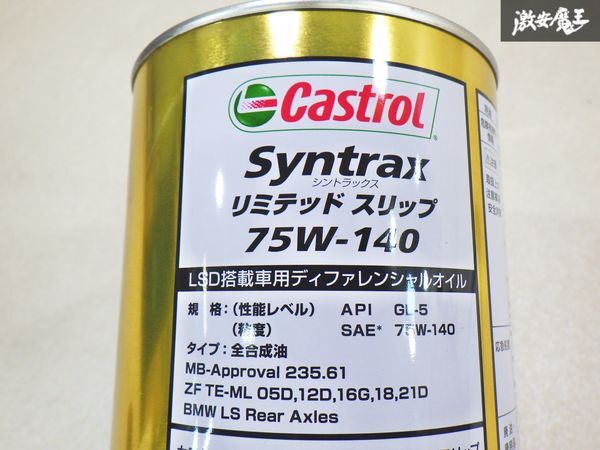 激安魔王
Castrol
Syntrax
シントラックス
リミテッド スリップ
75W-140
LSD搭載車用ディファレンシャルオイル
規 格：（性能レベル） API GL-5
（粘度） SAE* 75W-140
タイプ：全合成油
MB-Approval 235.61
ZF TE-ML 05D,12D,16G,18,21D
BMW LS Rear Axles